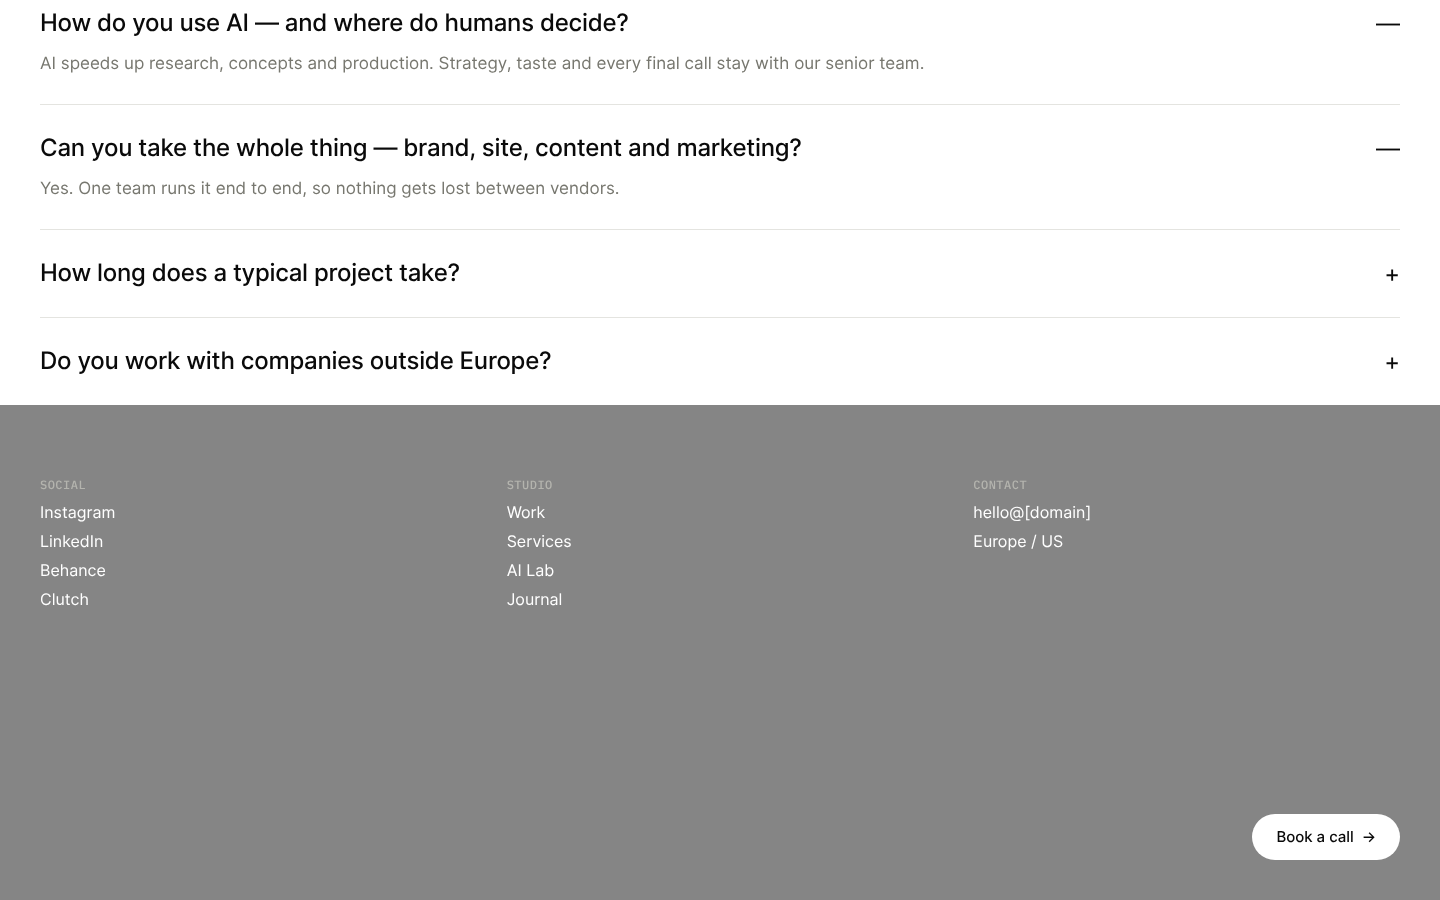 How do you use AI — and where do humans decide?
—
AI speeds up research, concepts and production. Strategy, taste and every final call stay with our senior team.
Can you take the whole thing — brand, site, content and marketing?
—
Yes. One team runs it end to end, so nothing gets lost between vendors.
How long does a typical project take?
+
Do you work with companies outside Europe?
+
SOCIAL
Instagram
LinkedIn
Behance
Clutch
STUDIO
Work
Services
AI Lab
Journal
CONTACT
hello@[domain]
Europe / US
Book a call →